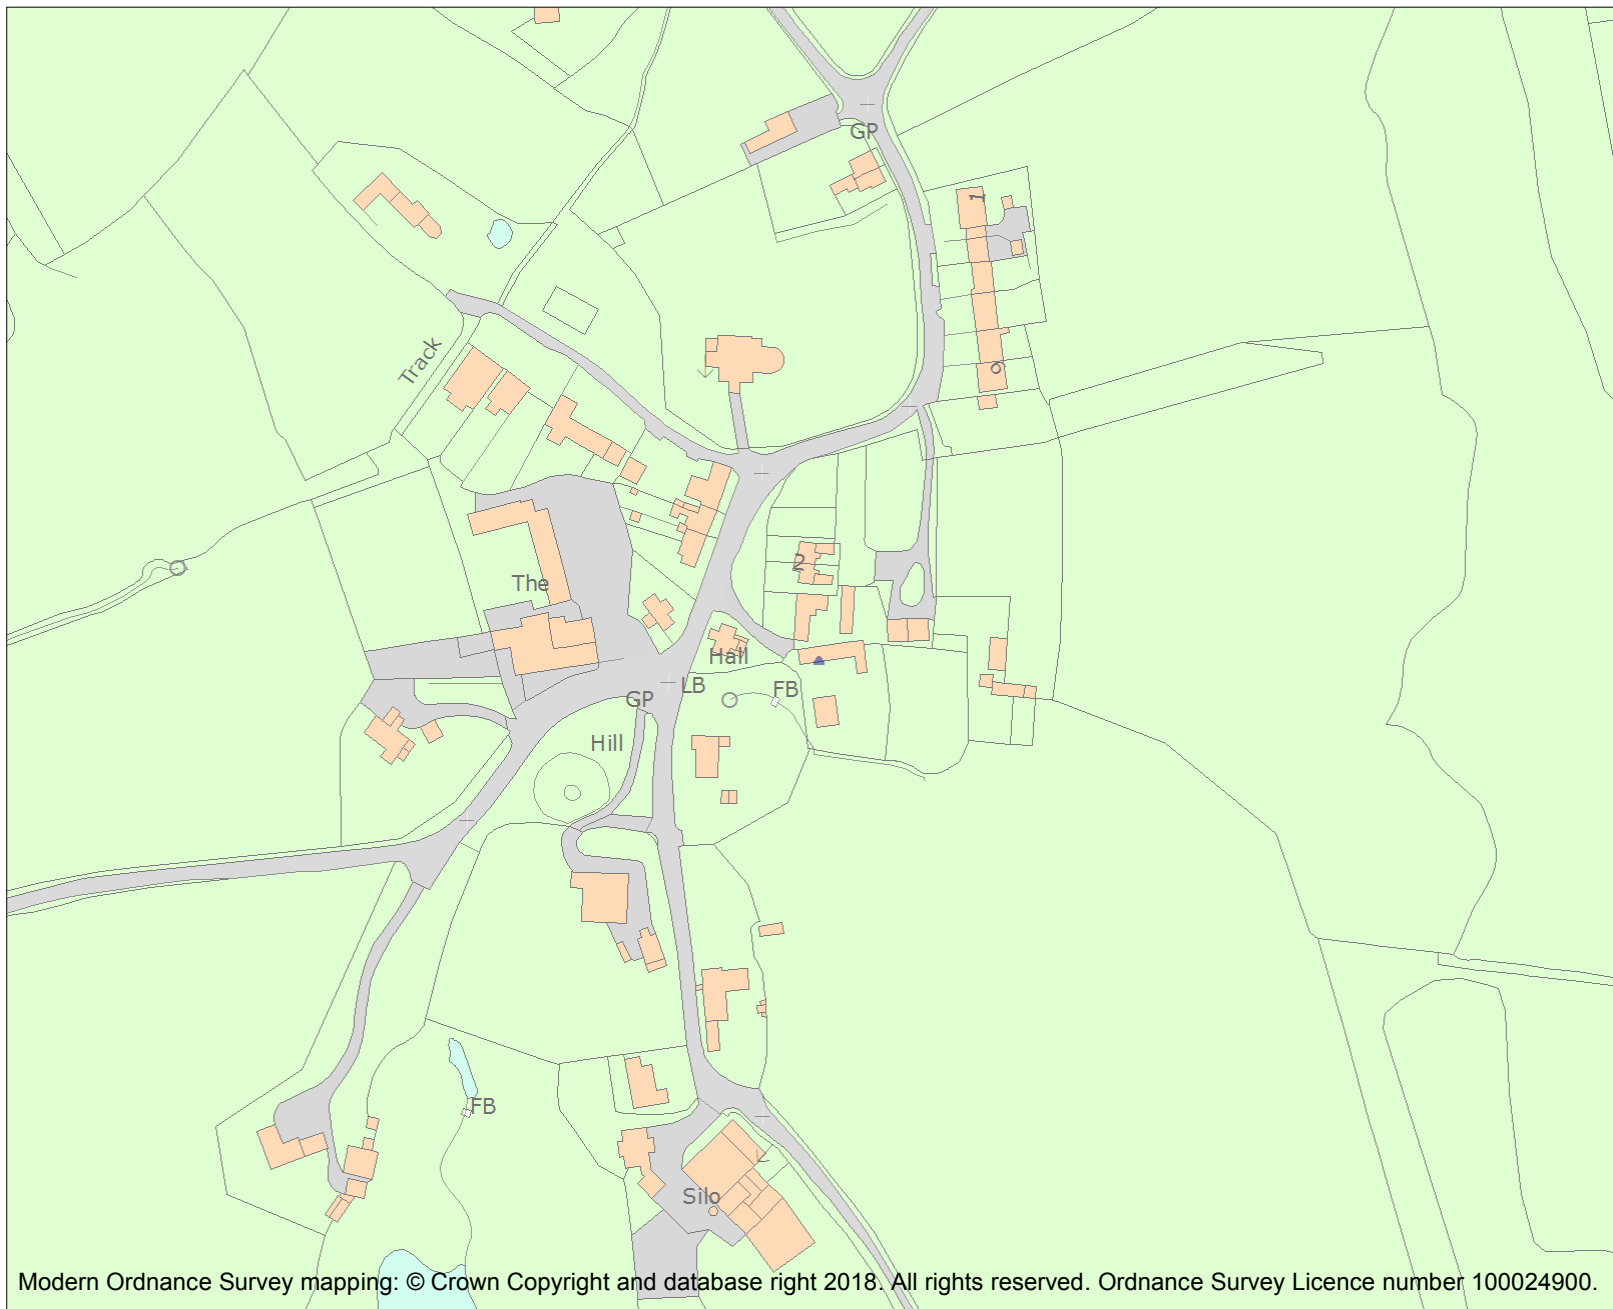 GP
1
Track
6
2
The
Hall
LB
FB
GP
Hill
FB
Silo
Modern Ordnance Survey mapping: © Crown Copyright and database right 2018. All rights reserved. Ordnance Survey Licence number 100024900.